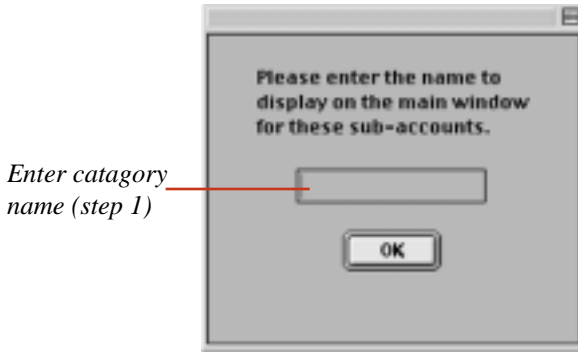 Please enter the name to
display on the main window
for these sub-accounts.
Enter catagory
name (step 1)
OK